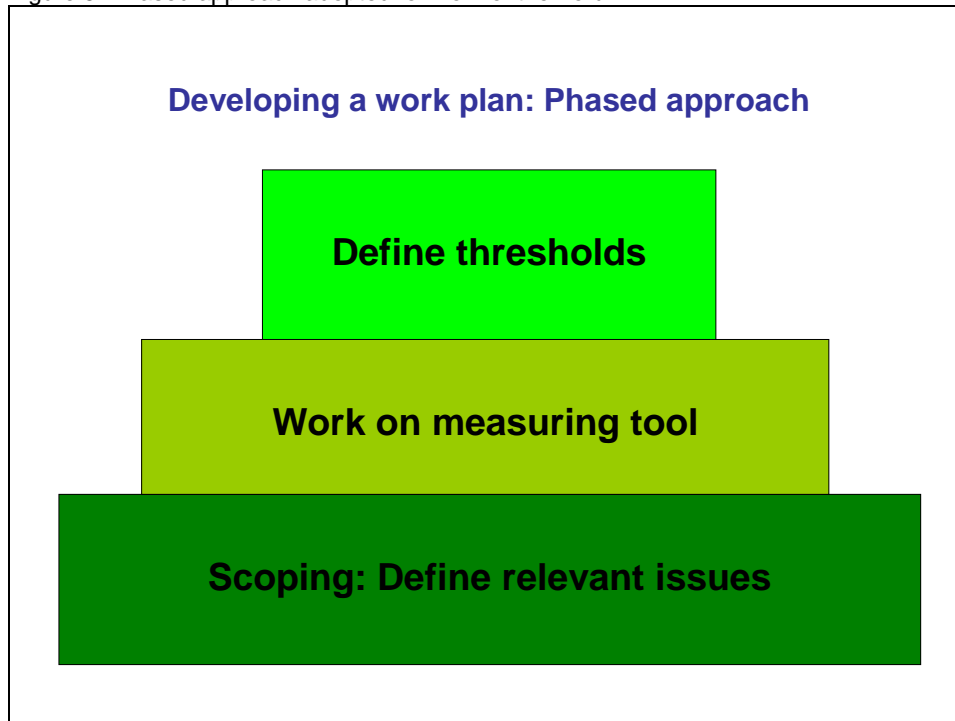 Developing a work plan: Phased approach
Define thresholds
Work on measuring tool
Scoping: Define relevant issues